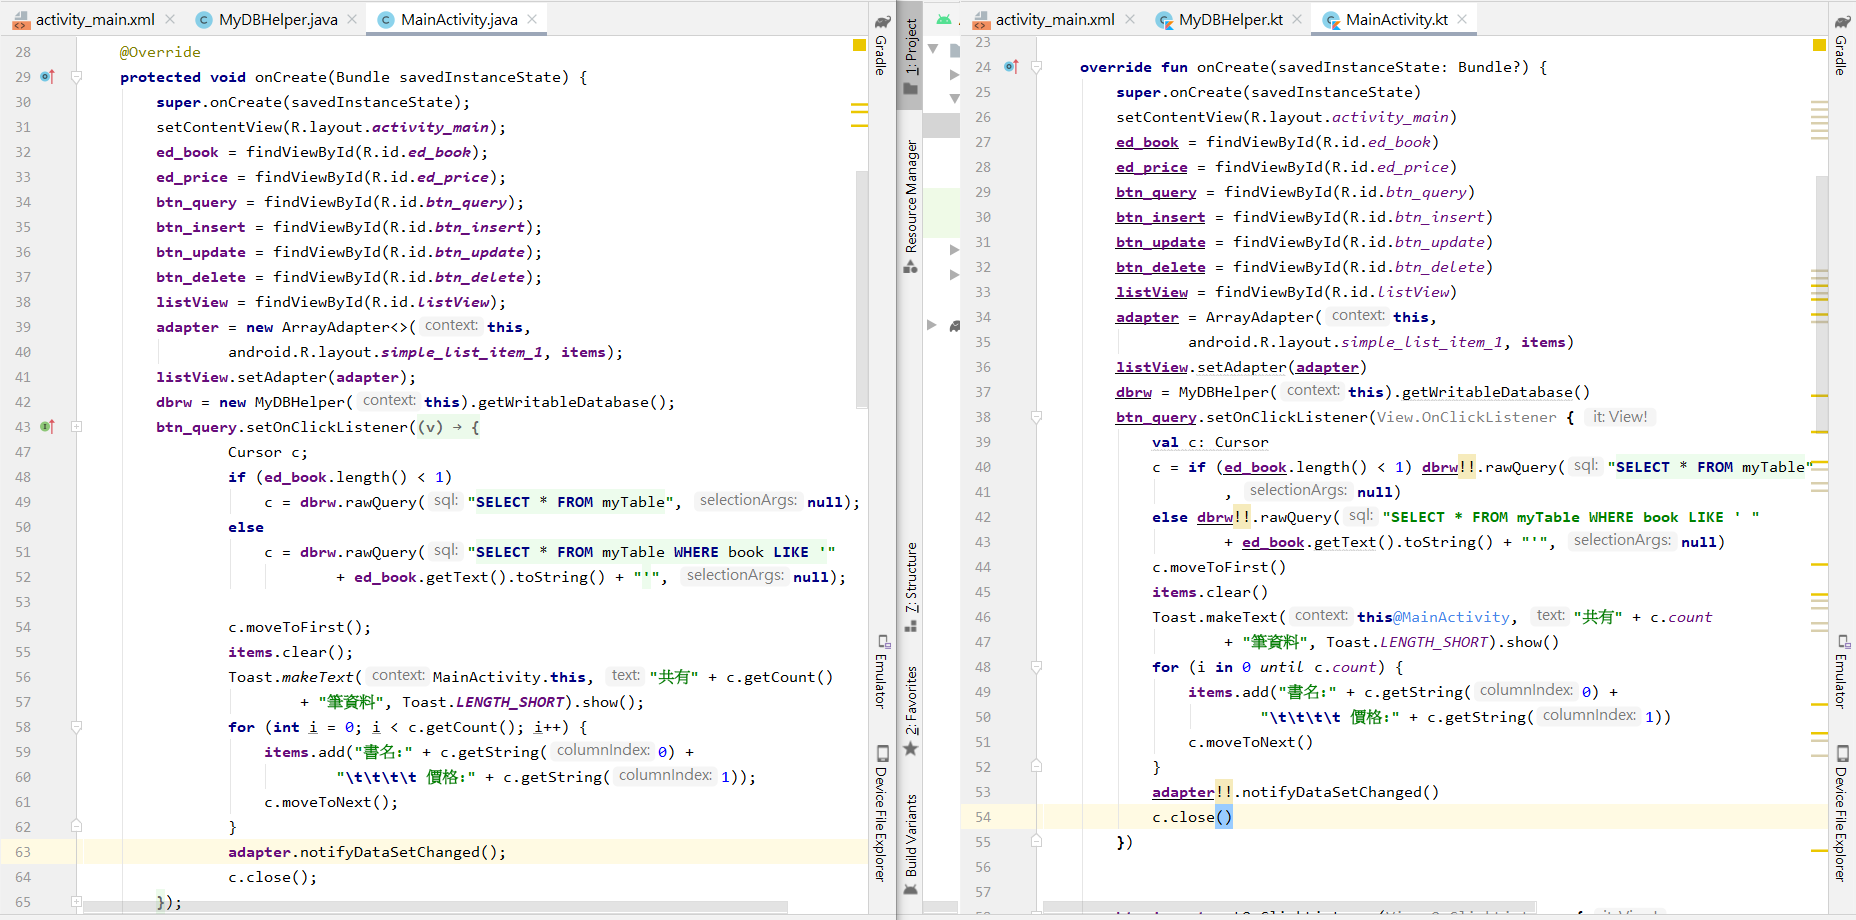 activity_main.xml
MyDBHelper.java
MainActivity.java
28 @Override
29 protected void onCreate(Bundle savedInstanceState) {
30 super.onCreate(savedInstanceState);
31 setContentView(R.layout.activity_main);
32 ed_book = findViewById(R.id.ed_book);
33 ed_price = findViewById(R.id.ed_price);
34 btn_query = findViewById(R.id.btn_query);
35 btn_insert = findViewById(R.id.btn_insert);
36 btn_update = findViewById(R.id.btn_update);
37 btn_delete = findViewById(R.id.btn_delete);
38 listView = findViewById(R.id.listView);
39 adapter = new ArrayAdapter<>( context: this,
40 android.R.layout.simple_list_item_1, items);
41 listView.setAdapter(adapter);
42 dbrw = new MyDBHelper( context: this).getWritableDatabase();
43 btn_query.setOnClickListener((v) → {
47 Cursor c;
48 if (ed_book.length() < 1)
49 c = dbrw.rawQuery( sql: "SELECT * FROM myTable", selectionArgs: null);
50 else
51 c = dbrw.rawQuery( sql: "SELECT * FROM myTable WHERE book LIKE '"
52 + ed_book.getText().toString() + "'", selectionArgs: null);
53
54 c.moveToFirst();
55 items.clear();
56 Toast.makeText( context: MainActivity.this, text: "共有" + c.getCount()
57 + "筆資料", Toast.LENGTH_SHORT).show();
58 for (int i = 0; i < c.getCount(); i++) {
59 items.add("書名:" + c.getString( columnIndex: 0) +
60 "\t\t\t\t 價格:" + c.getString( columnIndex: 1));
61 c.moveToNext();
62 }
63 adapter.notifyDataSetChanged();
64 c.close();
65 });
Gradle
Emulator
Device File Explorer
1: Project
Resource Manager
7: Structure
2: Favorites
Build Variants
activity_main.xml
MyDBHelper.kt
MainActivity.kt
23
24 override fun onCreate(savedInstanceState: Bundle?) {
25 super.onCreate(savedInstanceState)
26 setContentView(R.layout.activity_main)
27 ed_book = findViewById(R.id.ed_book)
28 ed_price = findViewById(R.id.ed_price)
29 btn_query = findViewById(R.id.btn_query)
30 btn_insert = findViewById(R.id.btn_insert)
31 btn_update = findViewById(R.id.btn_update)
32 btn_delete = findViewById(R.id.btn_delete)
33 listView = findViewById(R.id.listView)
34 adapter = ArrayAdapter( context: this,
35 android.R.layout.simple_list_item_1, items)
36 listView.setAdapter(adapter)
37 dbrw = MyDBHelper( context: this).getWritableDatabase()
38 btn_query.setOnClickListener(View.OnClickListener { it: View!
39 val c: Cursor
40 c = if (ed_book.length() < 1) dbrw!!.rawQuery( sql: "SELECT * FROM myTable"
41 , selectionArgs: null)
42 else dbrw!!.rawQuery( sql: "SELECT * FROM myTable WHERE book LIKE ' "
43 + ed_book.getText().toString() + "'", selectionArgs: null)
44 c.moveToFirst()
45 items.clear()
46 Toast.makeText( context: this@MainActivity, text: "共有" + c.count
47 + "筆資料", Toast.LENGTH_SHORT).show()
48 for (i in 0 until c.count) {
49 items.add("書名:" + c.getString( columnIndex: 0) +
50 "\t\t\t\t 價格:" + c.getString( columnIndex: 1))
51 c.moveToNext()
52 }
53 adapter!!.notifyDataSetChanged()
54 c.close()
55 })
56
57
Gradle
Emulator
Device File Explorer